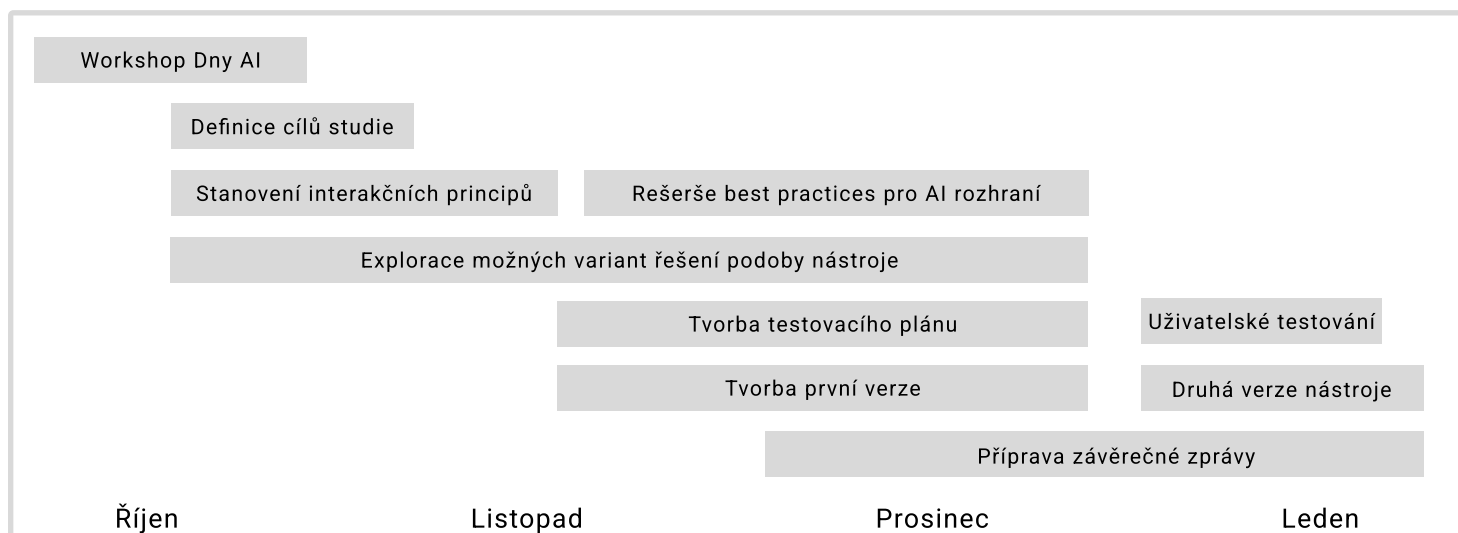 Workshop Dny AI
Definice cílů studie
Stanovení interakčních principů
Rešerše best practices pro AI rozhraní
Explorace možných variant řešení podoby nástroje
Tvorba testovacího plánu
Uživatelské testování
Tvorba první verze
Druhá verze nástroje
Příprava závěrečné zprávy
Říjen
Listopad
Prosinec
Leden